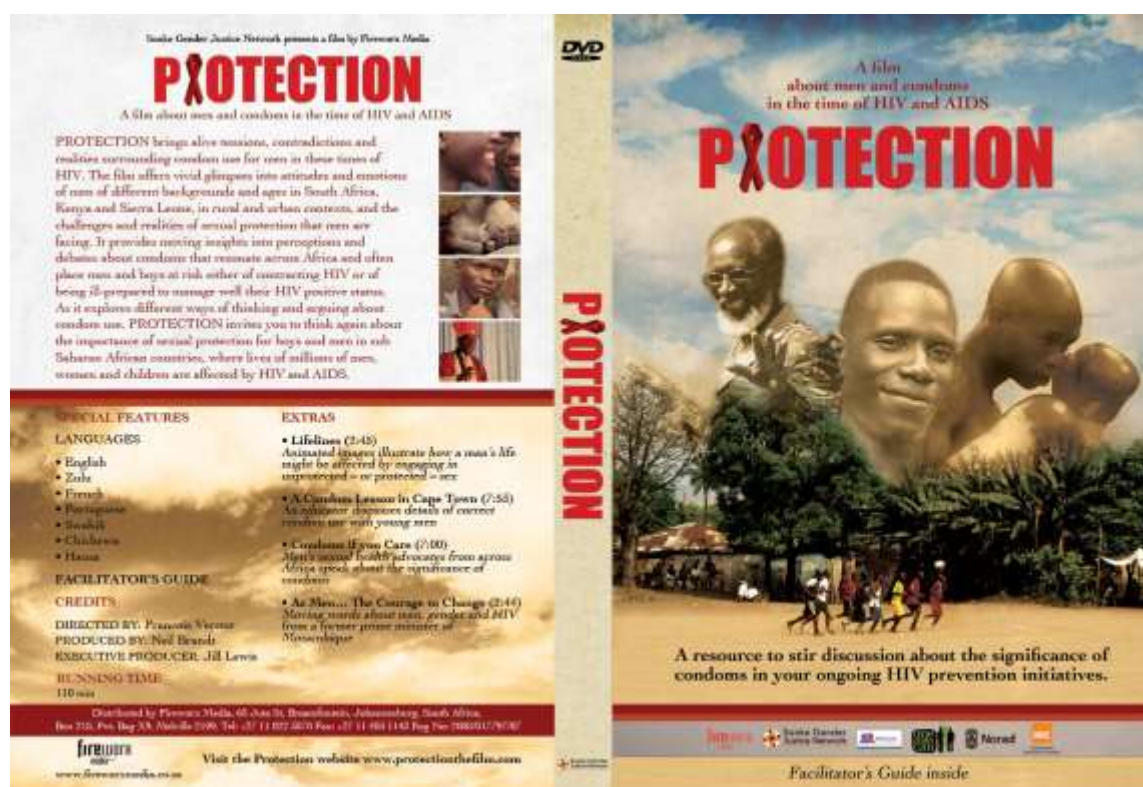 Sonke Gender Justice Network presents a film by Fireworx Media
PROTECTION
A film about men and condoms in the time of HIV and AIDS
PROTECTION brings alive tensions, contradictions and
realities surrounding condom use for men in these times of
HIV. The film offers vivid glimpses into attitudes and emotions
of men of different backgrounds and ages in South Africa,
Kenya and Sierra Leone, in rural and urban contexts, and the
challenges and realities of sexual protection that men are
facing. It provides moving insights into perceptions and
debates about condoms that resonate across Africa and often
place men and boys at risk either of contracting HIV or of
being ill-prepared to manage well their HIV positive status.
As it explores different ways of thinking and arguing about
condom use, PROTECTION invites you to think again about
the importance of sexual protection for boys and men in sub
Saharan African countries, where lives of millions of men,
women and children are affected by HIV and AIDS.
SPECIAL FEATURES
LANGUAGES
• English
• Zulu
• French
• Portuguese
• Swahili
• Chichewa
• Hausa
FACILITATOR'S GUIDE
CREDITS
DIRECTED BY: Francois Verster
PRODUCED BY: Neil Brandt
EXECUTIVE PRODUCER: Jill Lewis
RUNNING TIME:
110 min
EXTRAS
• Lifelines (2:45)
Animated images illustrate how a man's life
might be affected by engaging in
unprotected – or protected – sex
• A Condom Lesson in Cape Town (7:55)
An educator discusses details of correct
condom use with young men
• Condoms if you Care (7:00)
Men's sexual health advocates from across
Africa speak about the significance of
condoms
• As Men... The Courage to Change (2:44)
Moving words about men, gender and HIV
from a former prime minister of
Mozambique
Distributed by Fireworx Media, 65 Juta St, Braamfontein, Johannesburg, South Africa,
firework
media
www.fireworxmedia.co.za
Visit the Protection website www.protectionthefilm.com
DVD
PROTECTION
A film
about men and condoms
in the time of HIV and AIDS
PROTECTION
A resource to stir discussion about the significance of
condoms in your ongoing HIV prevention initiatives.
Sonke Gender
Justice Network
Norad
Facilitator's Guide inside